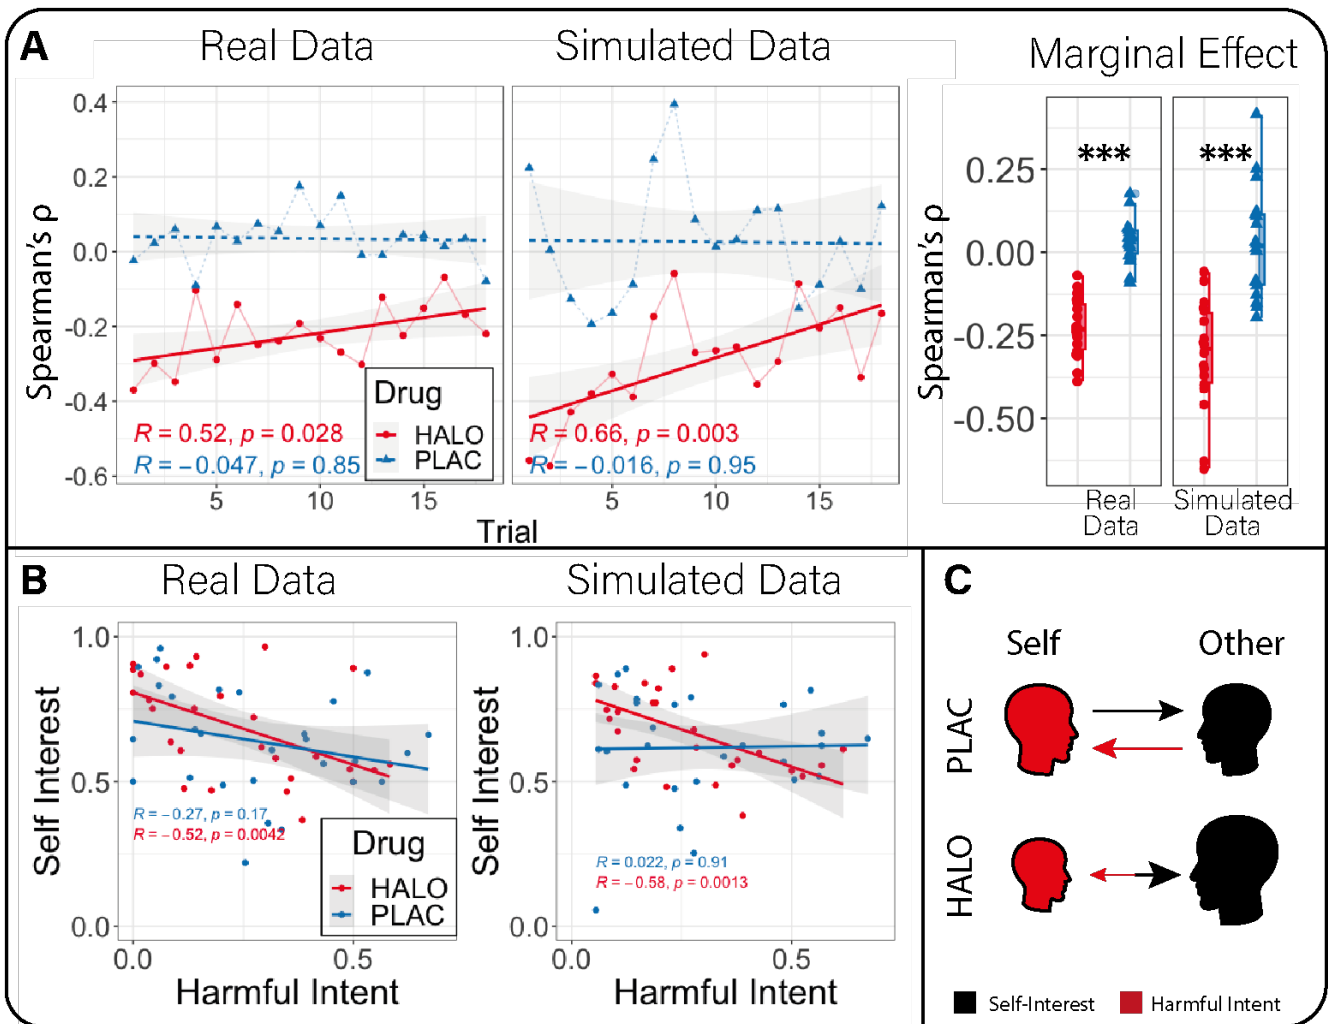 A
Real Data
Simulated Data
Marginal Effect
Spearman's ρ
0.4
0.2
0.0
-0.2
-0.4
-0.6
R = 0.52, p = 0.028
R = −0.047, p = 0.85
Drug
HALO
PLAC
R = 0.66, p = 0.003
R = −0.016, p = 0.95
5
10
15
5
10
15
Trial
Spearman's ρ
0.25
0.00
-0.25
-0.50
***
***
Real
Data
Simulated
Data
B
Real Data
Simulated Data
Self Interest
1.0
0.5
0.0
R = −0.27, p = 0.17
R = −0.52, p = 0.0042
Drug
HALO
PLAC
0.0
0.5
Harmful Intent
Self Interest
1.0
0.5
0.0
R = 0.022, p = 0.91
R = −0.58, p = 0.0013
0.0
0.5
Harmful Intent
C
Self
Other
PLAC
HALO
Self-Interest
Harmful Intent